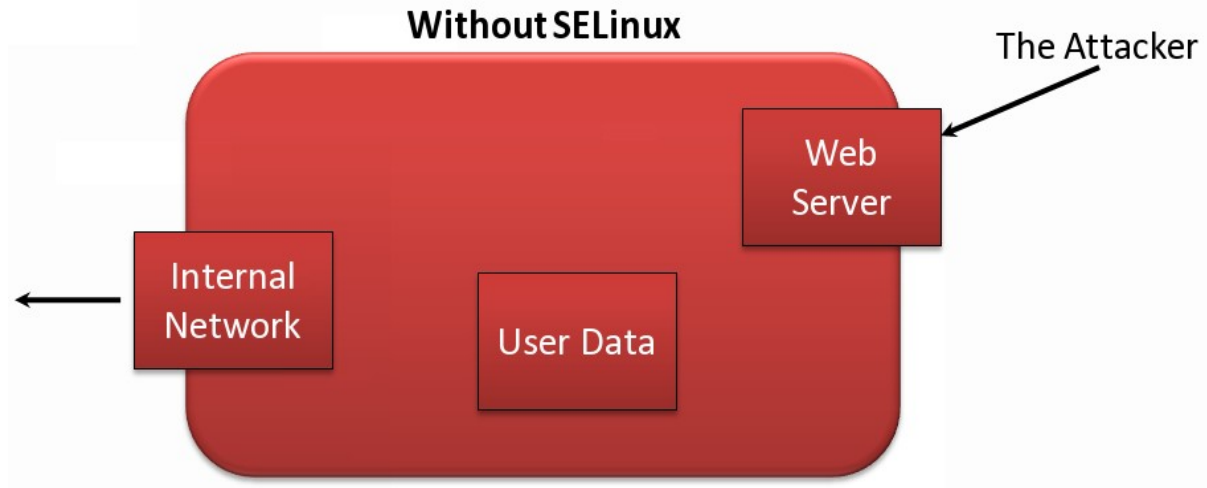 Without SELinux
The Attacker
Web
Server
Internal
Network
User Data